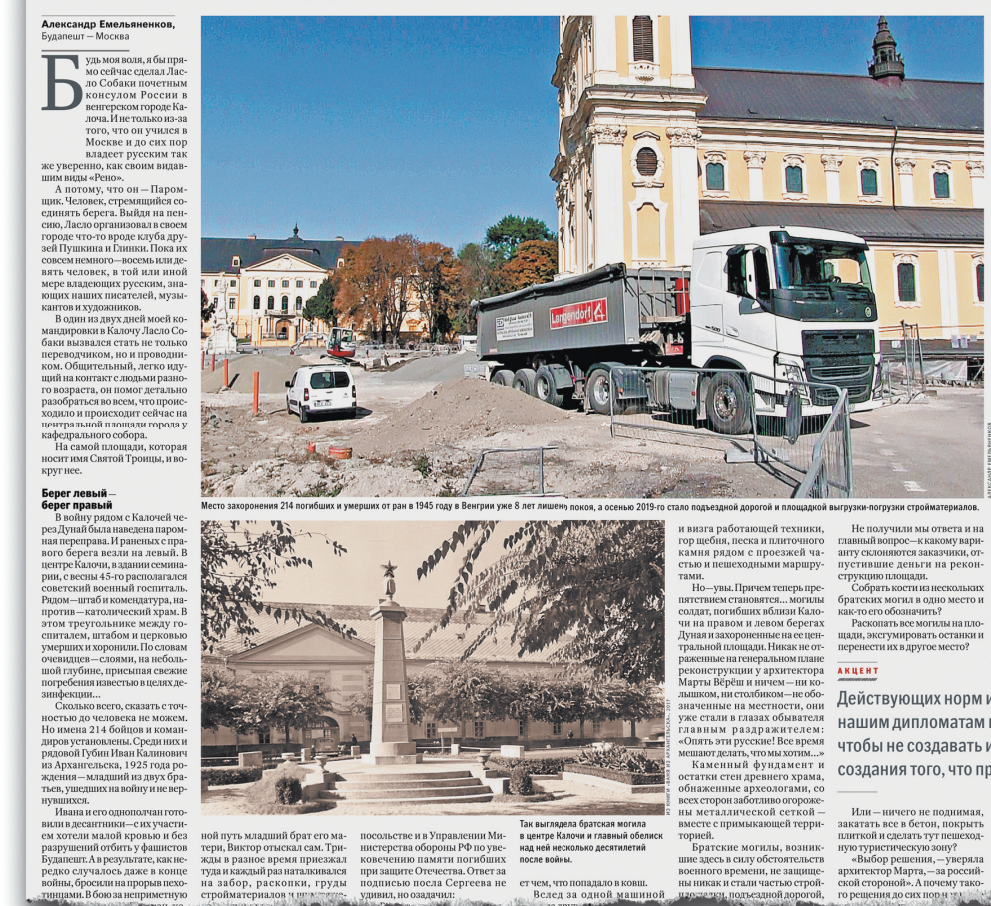 Александр Емельяненков,
Будапешт — Москва
Будь моя воля, я бы пря-
мо сейчас сделал Лас-
ло Собаки почетным
консулом России в
венгерском городе Ка-
лоча. И не только из-за
того, что он учился в
Москве и до сих пор
владеет русским так
же уверенно, как своим видав-
шим виды «Рено».
А потому, что он — Паром-
щик. Человек, стремящийся со-
единять берега. Выйдя на пен-
сию, Ласло организовал в своем
городе что-то вроде клуба дру-
зей Пушкина и Глинки. Пока их
совсем немного—восемь или де-
вять человек, в той или иной
мере владеющих русским, зна-
ющих наших писателей, музы-
кантов и художников.
В один из двух дней моей ко-
мандировки в Калочу Ласло Со-
баки вызвался стать не только
переводчиком, но и проводни-
ком. Общительный, легко иду-
щий на контакт с людьми разно-
го возраста, он помог детально
разобраться во всем, что проис-
ходило и происходит сейчас на
центральной площади города у
кафедрального собора.
На самой площади, которая
носит имя Святой Троицы, и во-
круг нее.
Берег левый —
берег правый
В войну рядом с Калочей че-
рез Дунай была наведена паром-
ная переправа. И раненых с пра-
вого берега везли на левый. В
центре Калочи, в здании семина-
рии, с весны 45-го располагался
советский военный госпиталь.
Рядом—штаб и комендатура, на-
против—католический храм. В
этом треугольнике между го-
спиталем, штабом и церковью
умерших и хоронили. По словам
очевидцев—слоями, на неболь-
шой глубине, присыпая свежие
погребения известью в целях де-
зинфекции...
Сколько всего, сказать с точ-
ностью до человека не можем.
Но имена 214 бойцов и коман-
диров установлены. Среди них и
рядовой Губин Иван Калинович
из Архангельска, 1925 года ро-
ждения—младший из двух бра-
тьев, ушедших на войну и не вер-
нувшихся.
Ивана и его однополчан гото-
вили в десантники—с их участи-
ем хотели малой кровью и без
разрушений отбить у фашистов
Будапешт. А в результате, как не-
редко случалось даже в конце
войны, бросили на прорыв пехо-
тинцами. В бою за неприметную
Langendorf
АЛЕКСАНДР ЕМЕЛЬЯНЕНКОВ
Место захоронения 214 погибших и умерших от ран в 1945 году в Венгрии уже 8 лет лишено покоя, а осенью 2019-го стало подъездной дорогой и площадкой выгрузки-погрузки стройматериалов.
ИЗ КНИГИ «ВАНЯ ИЗ АРХАНГЕЛЬСКА», 2017
ной путь младший брат его ма-
тери, Виктор отыскал сам. Три-
жды в разное время приезжал
туда и каждый раз наталкивался
на забор, раскопки, груды
стройматериалов и
посольстве и в Управлении Ми-
нистерства обороны РФ по уве-
ковечению памяти погибших
при защите Отечества. Ответ за
подписью посла Сергеева не
удивил, но озадачил:
Так выглядела братская могила
в центре Калочи и главный обелиск
над ней несколько десятилетий
после войны.
ет чем, что попадало в ковш.
Вслед за одной машиной
и визга работающей техники,
гор щебня, песка и плиточного
камня рядом с проезжей ча-
стью и пешеходными маршру-
тами.
Но—увы. Причем теперь пре-
пятствием становятся... могилы
солдат, погибших вблизи Кало-
чи на правом и левом берегах
Дуная и захороненные на ее цен-
тральной площади. Никак не от-
раженные на генеральном плане
реконструкции у архитектора
Марты Вёрёш и ничем—ни ко-
лышком, ни столбиком—не обо-
значенные на местности, они
уже стали в глазах обывателя
главным раздражителем:
«Опять эти русские! Все время
мешают делать, что мы хотим...»
Каменный фундамент и
остатки стен древнего храма,
обнаженные археологами, со
всех сторон заботливо огороже-
ны металлической сеткой —
вместе с примыкающей терри-
торией.
Братские могилы, возник-
шие здесь в силу обстоятельств
военного времени, не защище-
ны никак и стали частью строй-
подъездной дорогой,
Не получили мы ответа и на
главный вопрос—к какому вари-
анту склоняются заказчики, от-
пустившие деньги на рекон-
струкцию площади.
Собрать кости из нескольких
братских могил в одно место и
как-то его обозначить?
Раскопать все могилы на пло-
щади, эксгумировать останки и
перенести их в другое место?
АКЦЕНТ
Действующих норм и
нашим дипломатам
чтобы не создавать и
создания того, что пр
Или — ничего не поднимая,
закатать все в бетон, покрыть
плиткой и сделать тут пешеход-
ную туристическую зону?
«Выбор решения,—уверяла
архитектор Марта,—за россий-
ской стороной». А почему тако-
го решения до сих пор